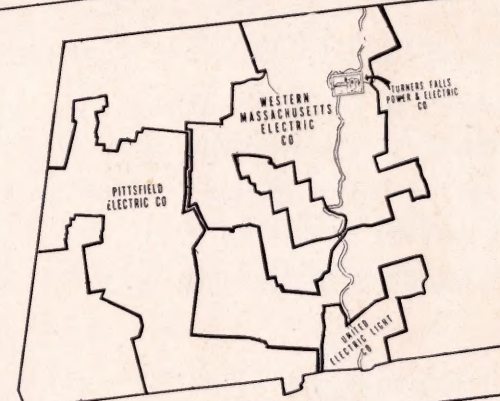 WESTERN
MASSACHUSETTS
ELECTRIC
CO
TURNERS FALLS
POWER & ELECTRIC
CO
PITTSFIELD
ELECTRIC CO
UNITED
ELECTRIC LIGHT
CO